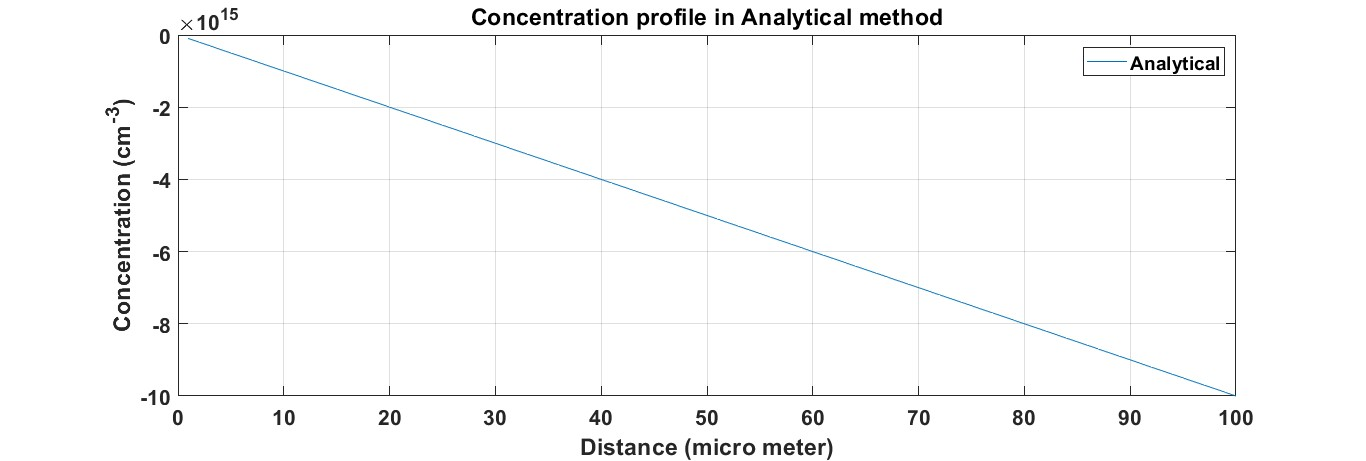 Concentration profile in Analytical method
×10^15
Analytical
Concentration (cm^-3)
0
-2
-4
-6
-8
-10
0 10 20 30 40 50 60 70 80 90 100
Distance (micro meter)